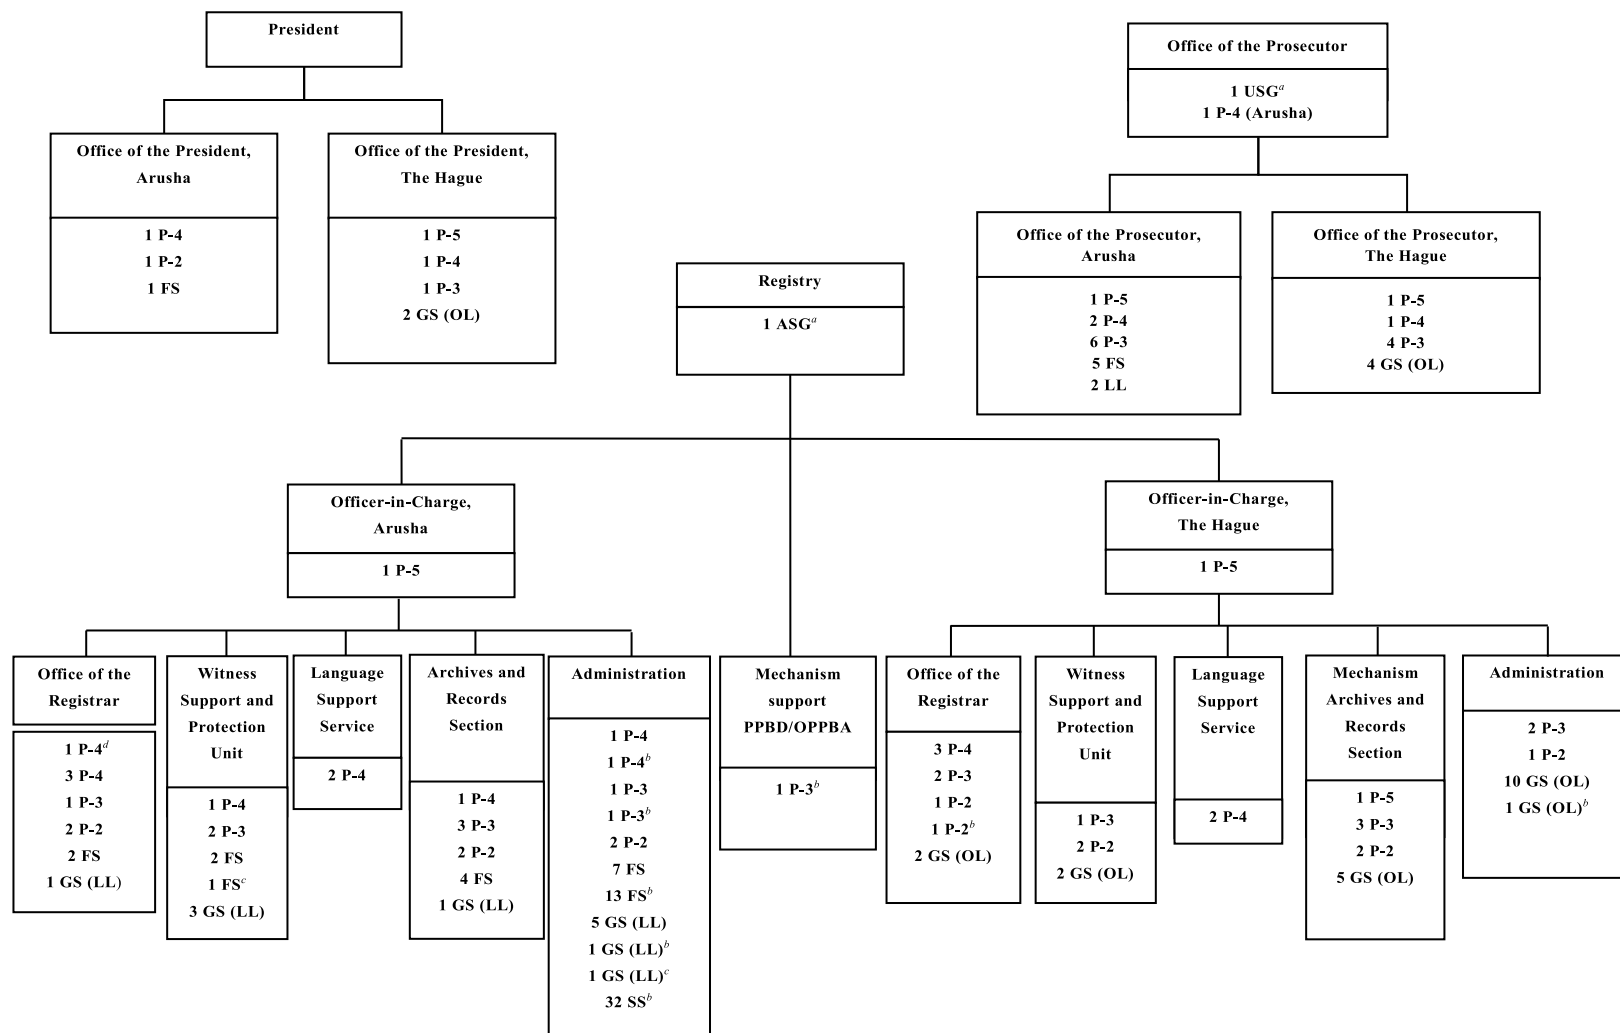 President
Office of the President,
Arusha
1 P-4
1 P-2
1 FS
Office of the President,
The Hague
1 P-5
1 P-4
1 P-3
2 GS (OL)
Office of the Prosecutor
1 USGᵃ
1 P-4 (Arusha)
Office of the Prosecutor,
Arusha
1 P-5
2 P-4
6 P-3
5 FS
2 LL
Office of the Prosecutor,
The Hague
1 P-5
1 P-4
4 P-3
4 GS (OL)
Registry
1 ASGᵃ
Officer-in-Charge,
Arusha
1 P-5
Officer-in-Charge,
The Hague
1 P-5
Office of the
Registrar
1 P-4ᵈ
3 P-4
1 P-3
2 P-2
2 FS
1 GS (LL)
Witness
Support and
Protection
Unit
1 P-4
2 P-3
2 FS
1 FSᶜ
3 GS (LL)
Language
Support
Service
2 P-4
Archives and
Records
Section
1 P-4
3 P-3
2 P-2
4 FS
1 GS (LL)
Administration
1 P-4
1 P-4ᵇ
1 P-3
1 P-3ᵇ
2 P-2
7 FS
13 FSᵇ
5 GS (LL)
1 GS (LL)ᵇ
1 GS (LL)ᶜ
32 SSᵇ
Mechanism
support
PPBD/OPPBA
1 P-3ᵇ
Office of the
Registrar
3 P-4
2 P-3
1 P-2
1 P-2ᵇ
2 GS (OL)
Witness
Support and
Protection
Unit
1 P-3
2 P-2
2 GS (OL)
Language
Support
Service
2 P-4
Mechanism
Archives and
Records
Section
1 P-5
3 P-3
2 P-2
5 GS (OL)
Administration
2 P-3
1 P-2
10 GS (OL)
1 GS (OL)ᵇ